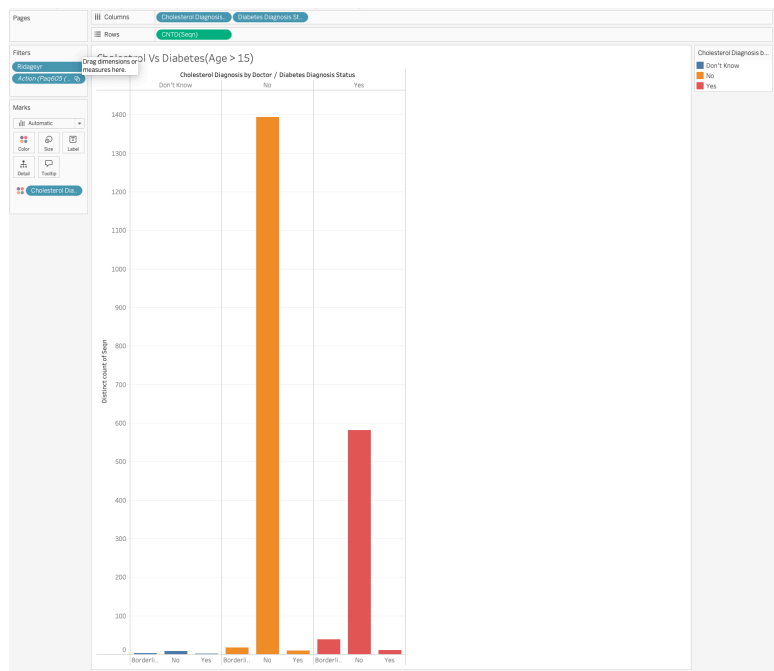 Pages
Columns
Cholesterol Diagnosis.. Diabetes Diagnosis St..
Rows
CNTD(Seqn)
Filters
Ridageyr
Action (Paq605 ( ..
Drag dimensions or
measures here.
Marks
Automatic
Color Size Label
Detail Tooltip
Cholesterol Dia..
Vs Diabetes(Age > 15)
Cholesterol Diagnosis by Doctor / Diabetes Diagnosis Status
Don't Know No Yes
1400
1300
1200
1100
1000
900
800
700
600
500
400
300
200
100
0
Distinct count of Seqn
Borderli.. No Yes Borderli.. No Yes Borderli.. No Yes
Cholesterol Diagnosis b...
Don't Know
No
Yes